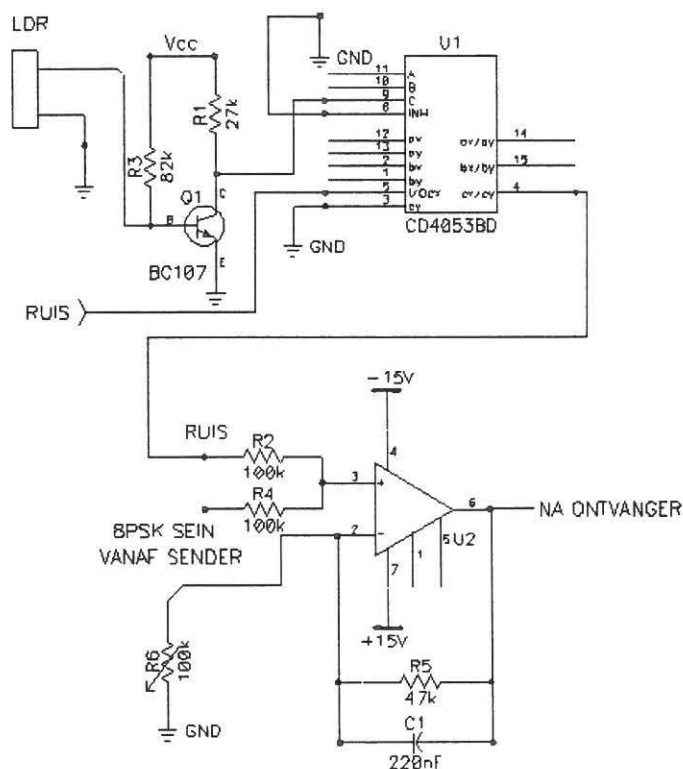 LDR
Vcc
R1
27k
R3
82k
Q1
C
B
E
BC107
GND
U1
11
10
9
6
A
B
C
INH
12
13
2
1
5
3
14
15
4
CD4053BD
GND
RUIS
-15V
RUIS
R2
100k
R4
100k
3
2
+
-
4
7
6
1
5
U2
NA ONTVANGER
8PSK SEIN
VANAF SENDER
+15V
R6
100k
GND
R5
47k
C1
220nF